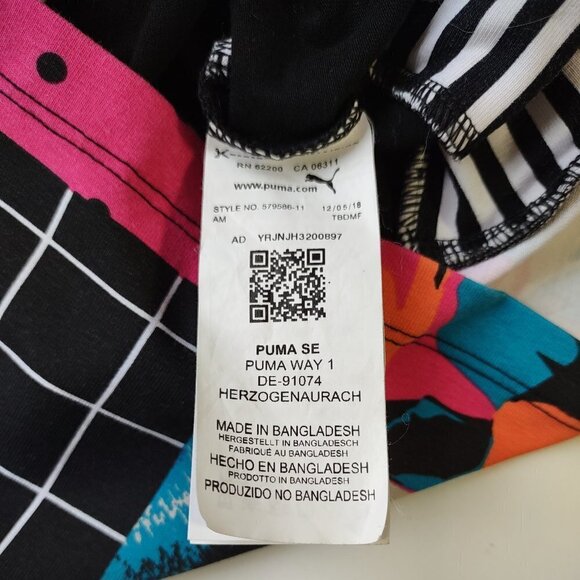 RN 62200 CA 06311
www.puma.com
STYLE NO. 579586-11 12/05/18
AM TBDMF
AD YRJNJH3200897
PUMA SE
PUMA WAY 1
DE-91074
HERZOGENAURACH
MADE IN BANGLADESH
HERGESTELLT IN BANGLADESCH
FABRIQUÉ AU BANGLADESH
HECHO EN BANGLADESH
PRODOTTO IN BANGLADESH
PRODUZIDO NO BANGLADESH